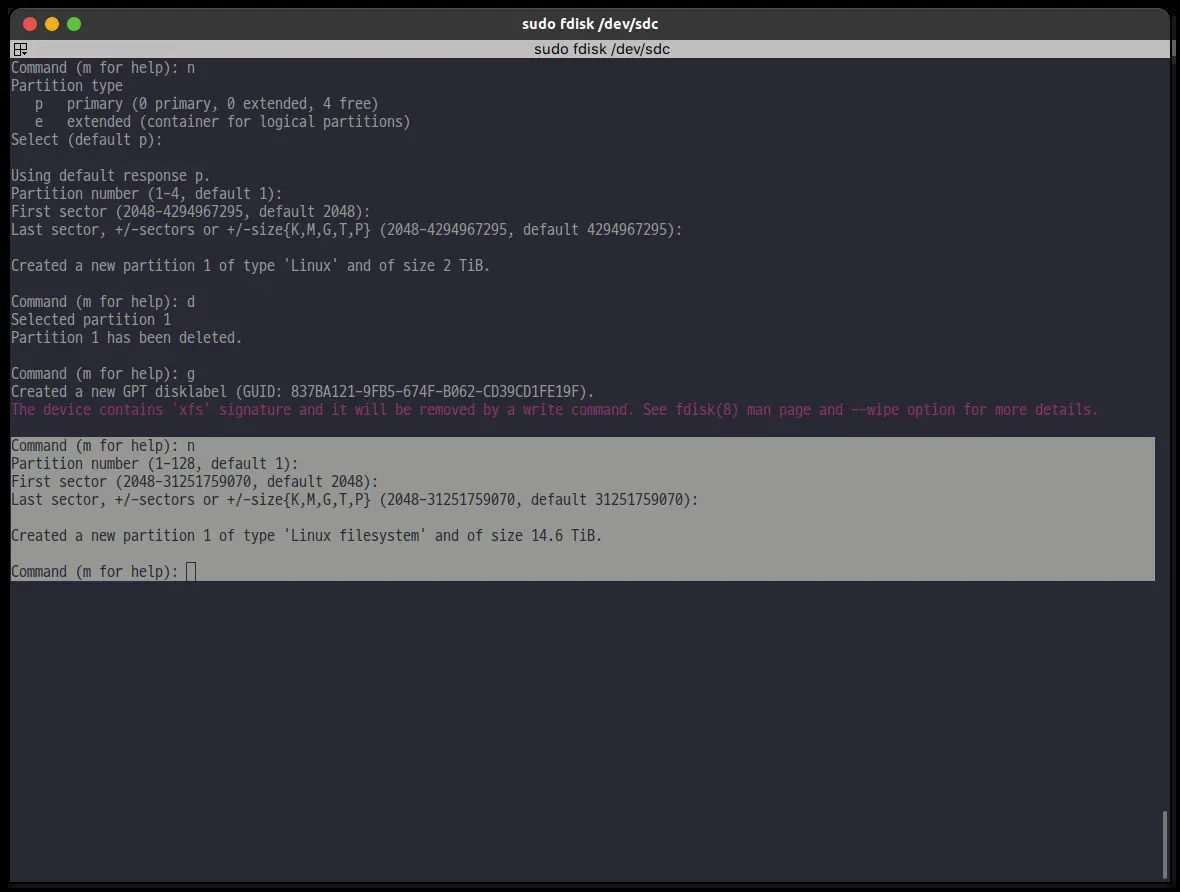 sudo fdisk /dev/sdc
sudo fdisk /dev/sdc
Command (m for help): n
Partition type
   p   primary (0 primary, 0 extended, 4 free)
   e   extended (container for logical partitions)
Select (default p):

Using default response p.
Partition number (1-4, default 1):
First sector (2048-4294967295, default 2048):
Last sector, +/-sectors or +/-size{K,M,G,T,P} (2048-4294967295, default 4294967295):

Created a new partition 1 of type 'Linux' and of size 2 TiB.

Command (m for help): d
Selected partition 1
Partition 1 has been deleted.

Command (m for help): g
Created a new GPT disklabel (GUID: 837BA121-9FB5-674F-B062-CD39CD1FE19F).
The device contains 'xfs' signature and it will be removed by a write command. See fdisk(8) man page and --wipe option for more details.

Command (m for help): n
Partition number (1-128, default 1):
First sector (2048-31251759070, default 2048):
Last sector, +/-sectors or +/-size{K,M,G,T,P} (2048-31251759070, default 31251759070):

Created a new partition 1 of type 'Linux filesystem' and of size 14.6 TiB.

Command (m for help):